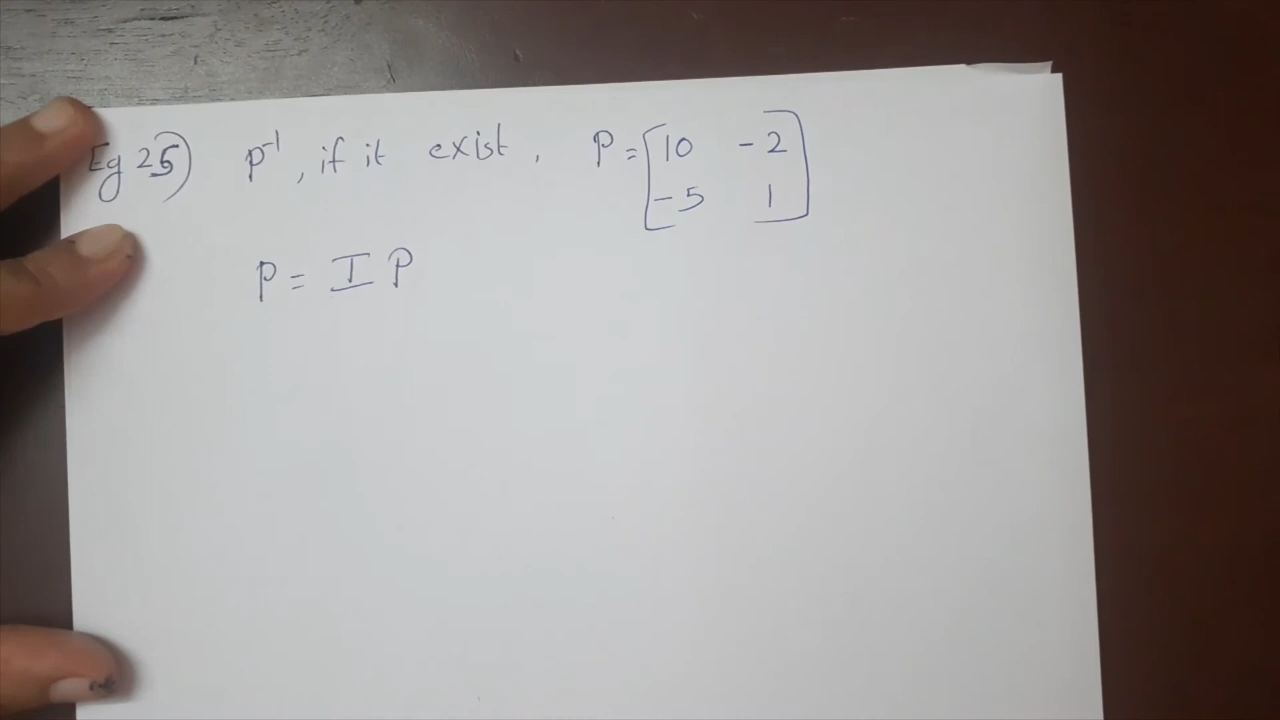 Eg 25) P⁻¹, if it exist, P = [10 -2
-5 1]
P = I P